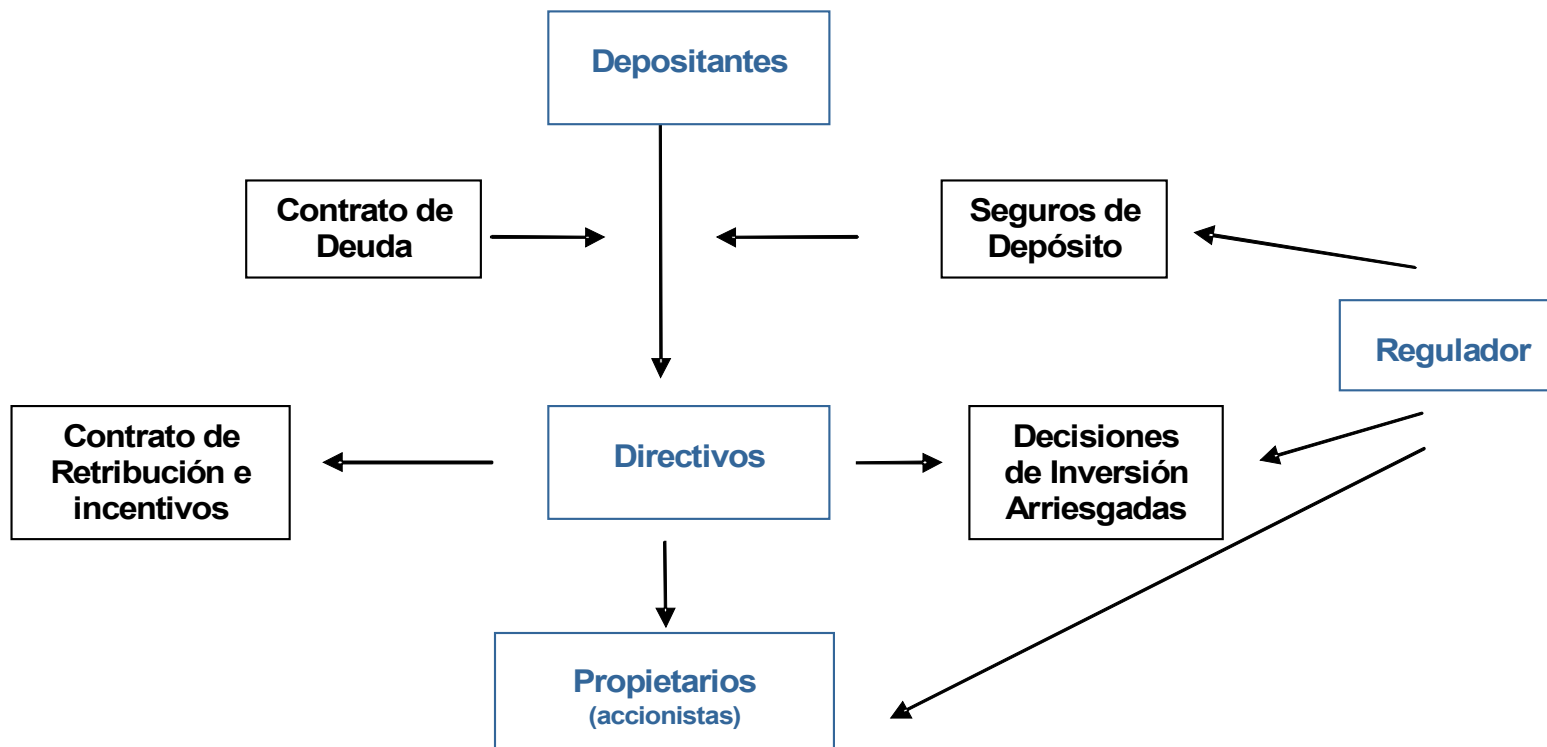 Depositantes
Contrato de
Deuda
Seguros de
Depósito
Regulador
Contrato de
Retribución e
incentivos
Directivos
Decisiones
de Inversión
Arriesgadas
Propietarios
(accionistas)